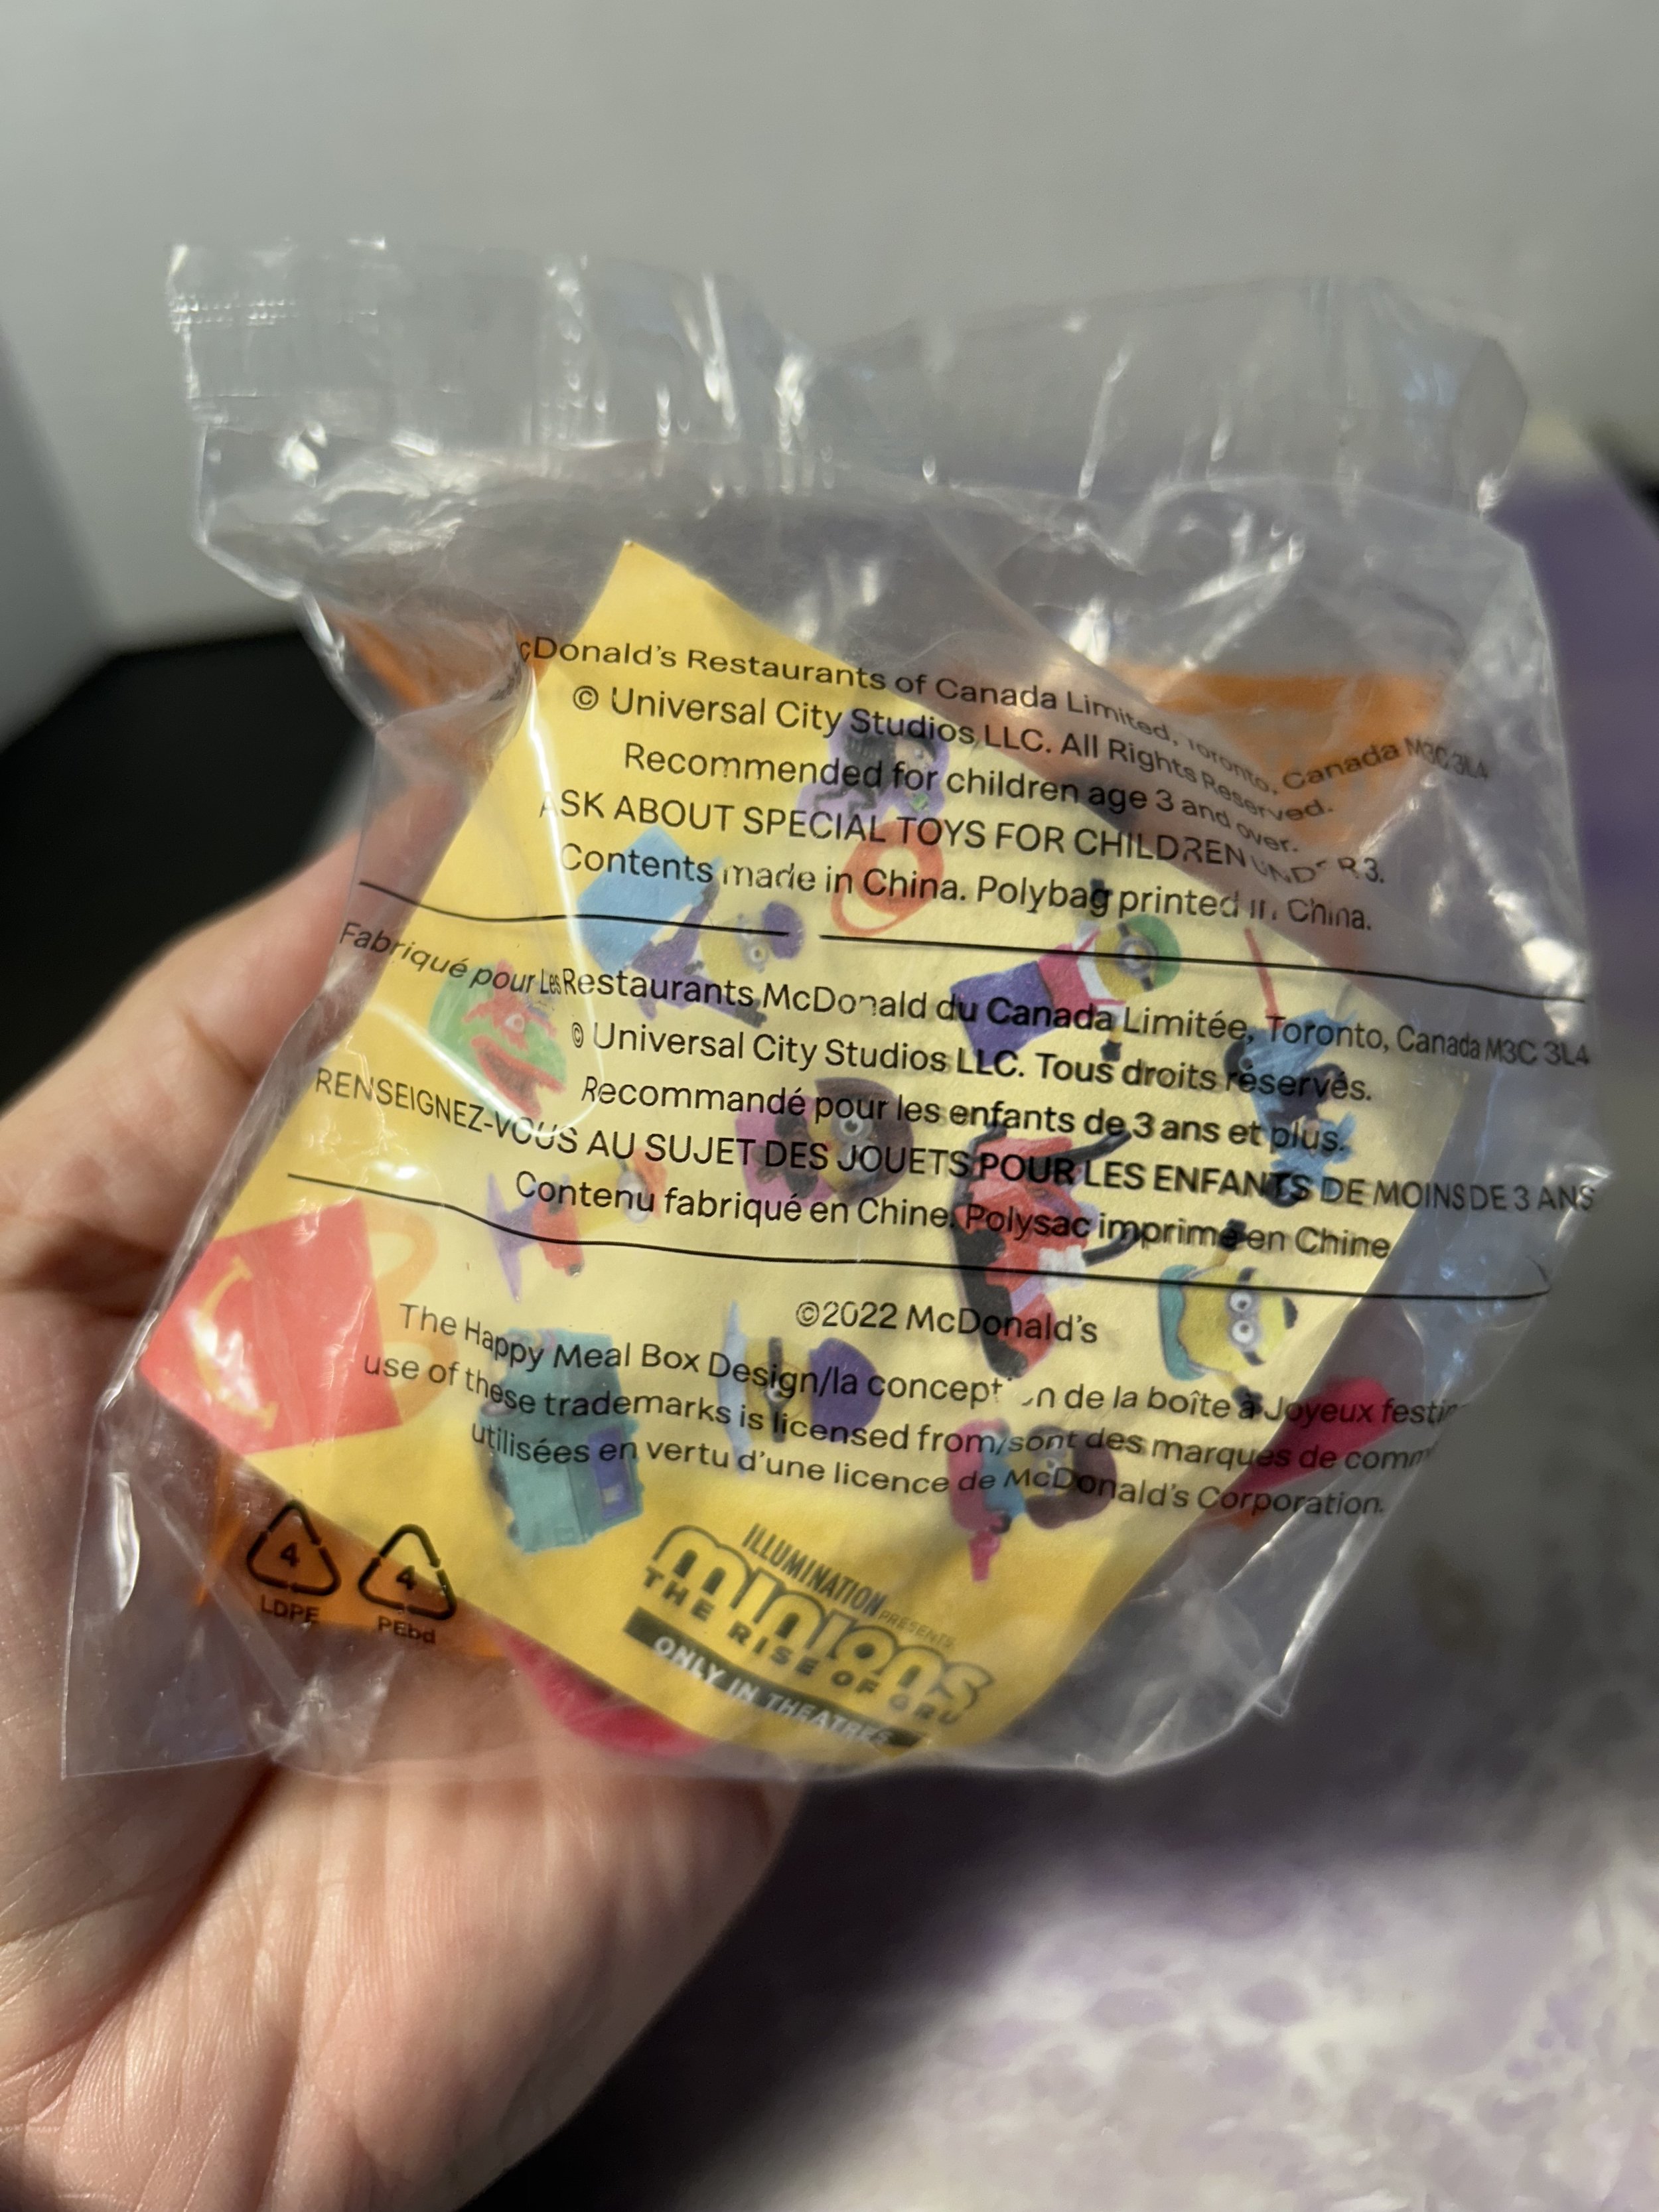 cDonald's Restaurants of Canada Limited, Toronto, Canada M3C 3L4
© Universal City Studios LLC. All Rights Reserved.
Recommended for children age 3 and over.
ASK ABOUT SPECIAL TOYS FOR CHILDREN UNDER 3.
Contents made in China. Polybag printed in China.
Fabriqué pour Les Restaurants McDonald du Canada Limitée, Toronto, Canada M3C 3L4
© Universal City Studios LLC. Tous droits réservés.
Recommandé pour les enfants de 3 ans et plus.
RENSEIGNEZ-VOUS AU SUJET DES JOUETS POUR LES ENFANTS DE MOINS DE 3 ANS
Contenu fabriqué en Chine. Polysac imprimé en Chine
©2022 McDonald's
The Happy Meal Box Design/la conception de la boîte à Joyeux festin
use of these trademarks is licensed from/sont des marques de comm
utilisées en vertu d'une licence de McDonald's Corporation.
4
LDPE
4
PEbd
ILLUMINATION PRESENTS
minions
THE RISE OF GRU
ONLY IN THEATRES